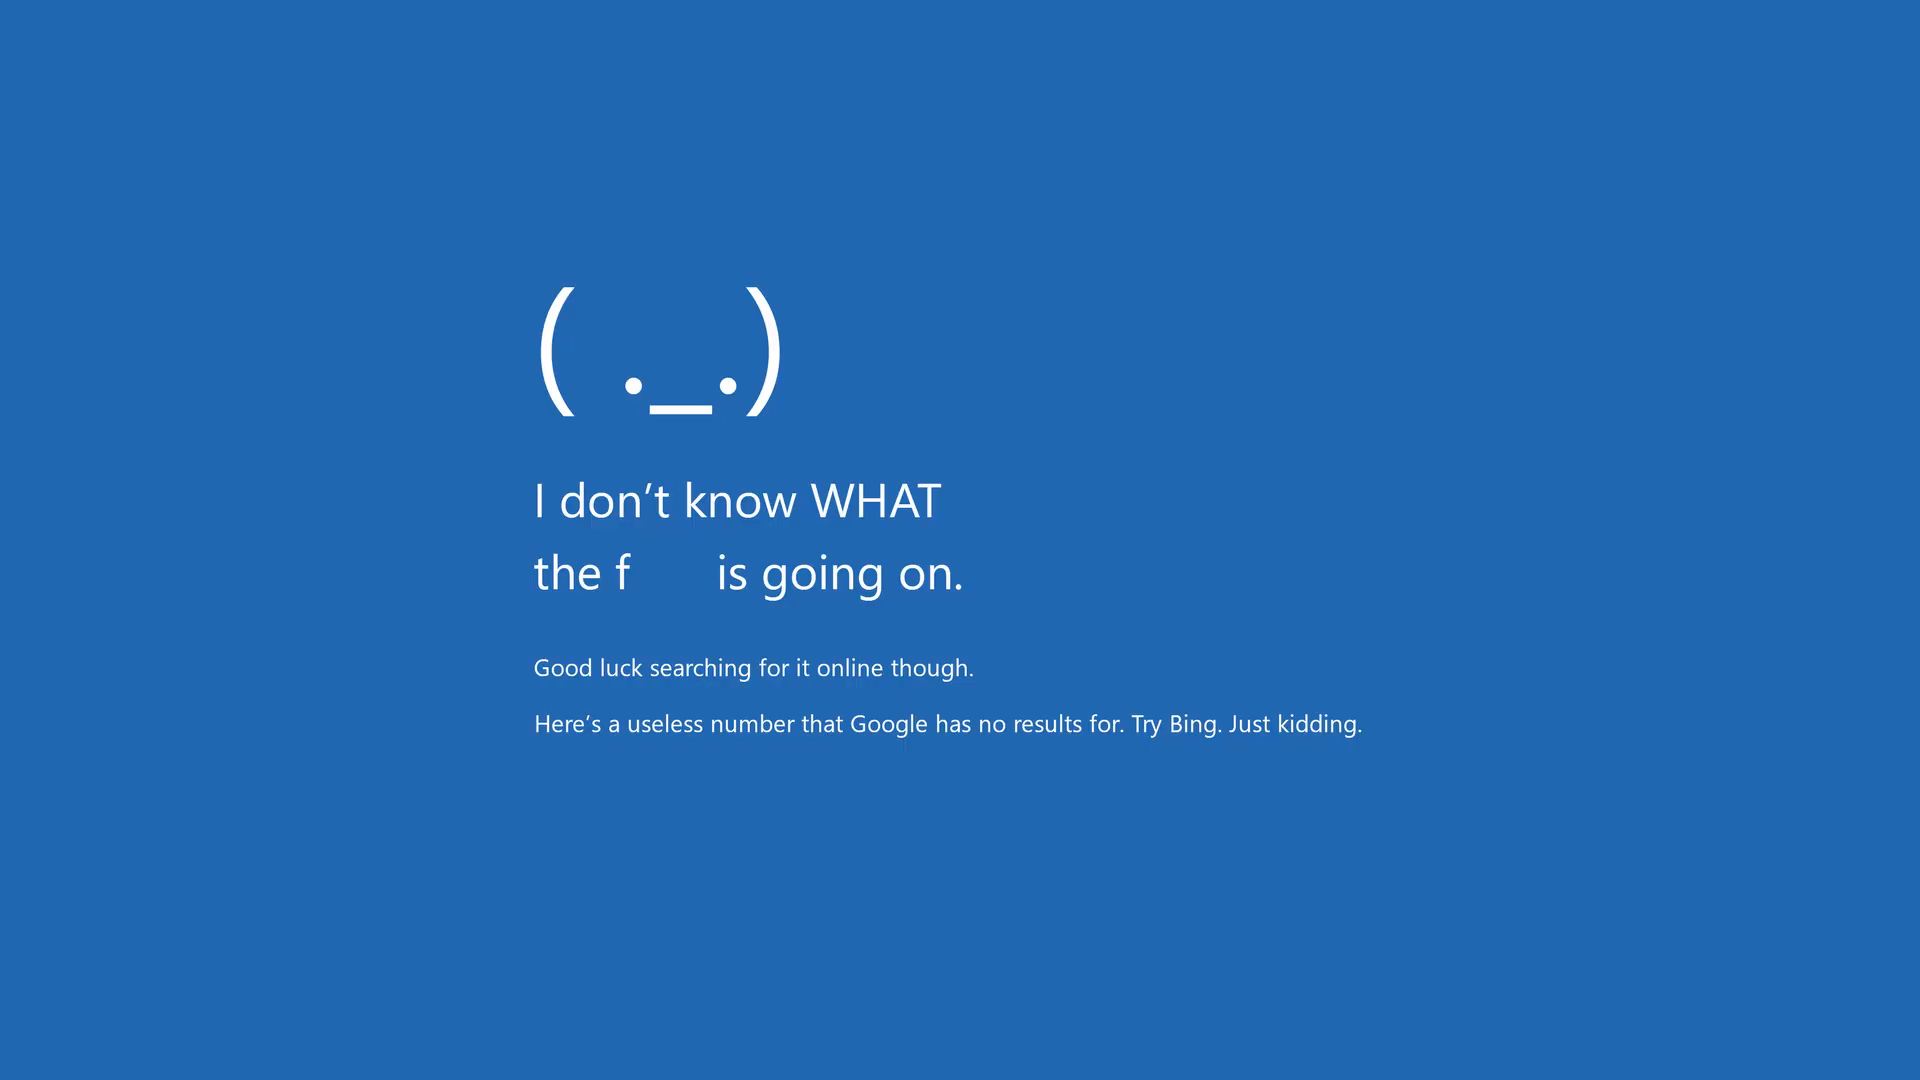 ( ._.)
I don’t know WHAT
the f is going on.
Good luck searching for it online though.
Here’s a useless number that Google has no results for. Try Bing. Just kidding.